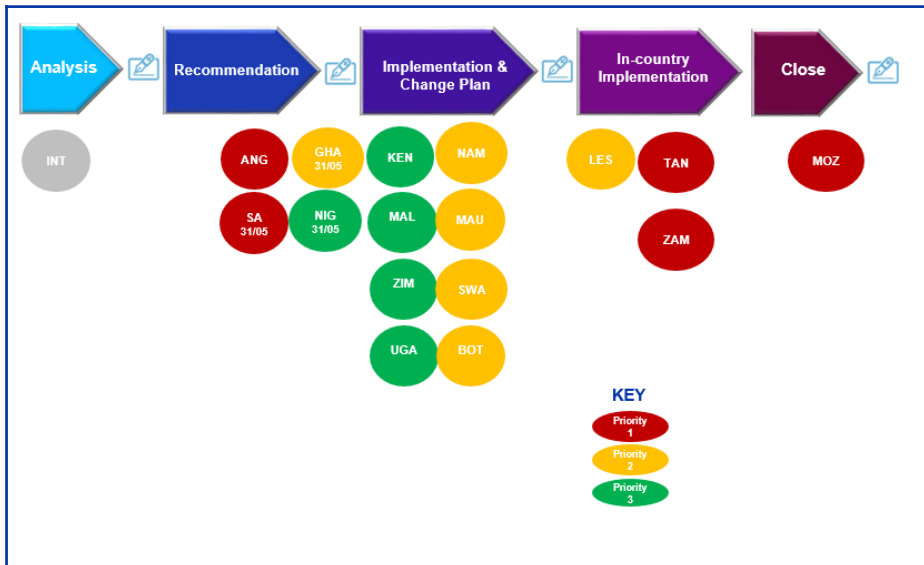 Analysis
Recommendation
Implementation &
Change Plan
In-country
Implementation
Close
INT
ANG
GHA
31/05
KEN
NAM
LES
TAN
MOZ
SA
31/05
NIG
31/05
MAL
MAU
ZAM
ZIM
SWA
UGA
BOT
KEY
Priority
1
Priority
2
Priority
3